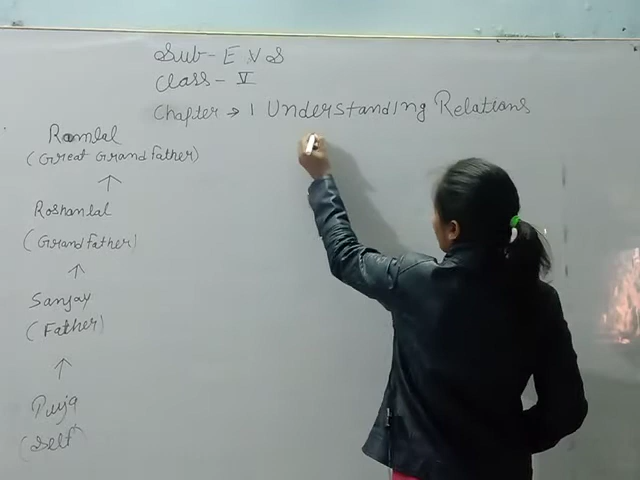 Sub - E V S
Class - V
Chapter → 1 Understanding Relations
Ramlal
(Great Grand father)
↑
Roshanlal
(Grand father)
↑
Sanjay
(Father)
↑
Puja
(Self)